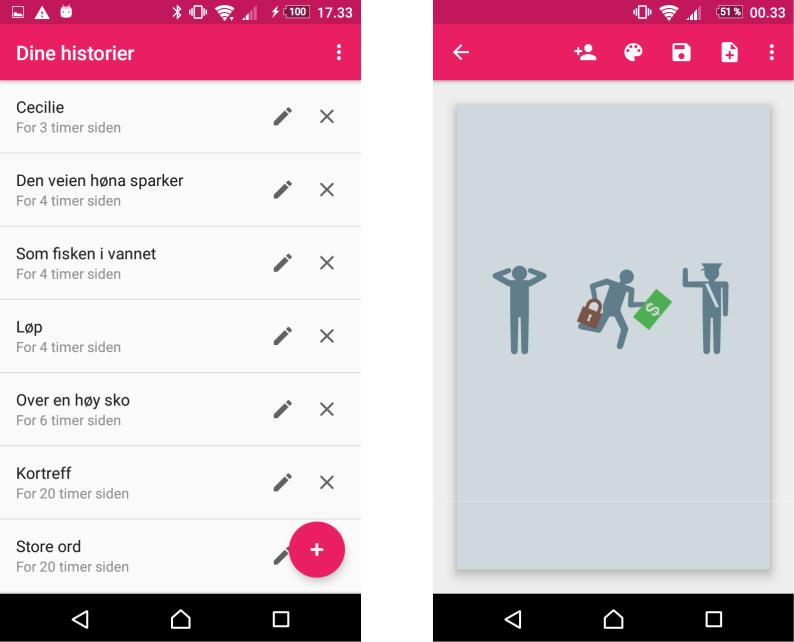 100 17.33
Dine historier
Cecilie
For 3 timer siden
Den veien høna sparker
For 4 timer siden
Som fisken i vannet
For 4 timer siden
Løp
For 4 timer siden
Over en høy sko
For 6 timer siden
Kortreff
For 20 timer siden
Store ord
For 20 timer siden
51 % 00.33
$